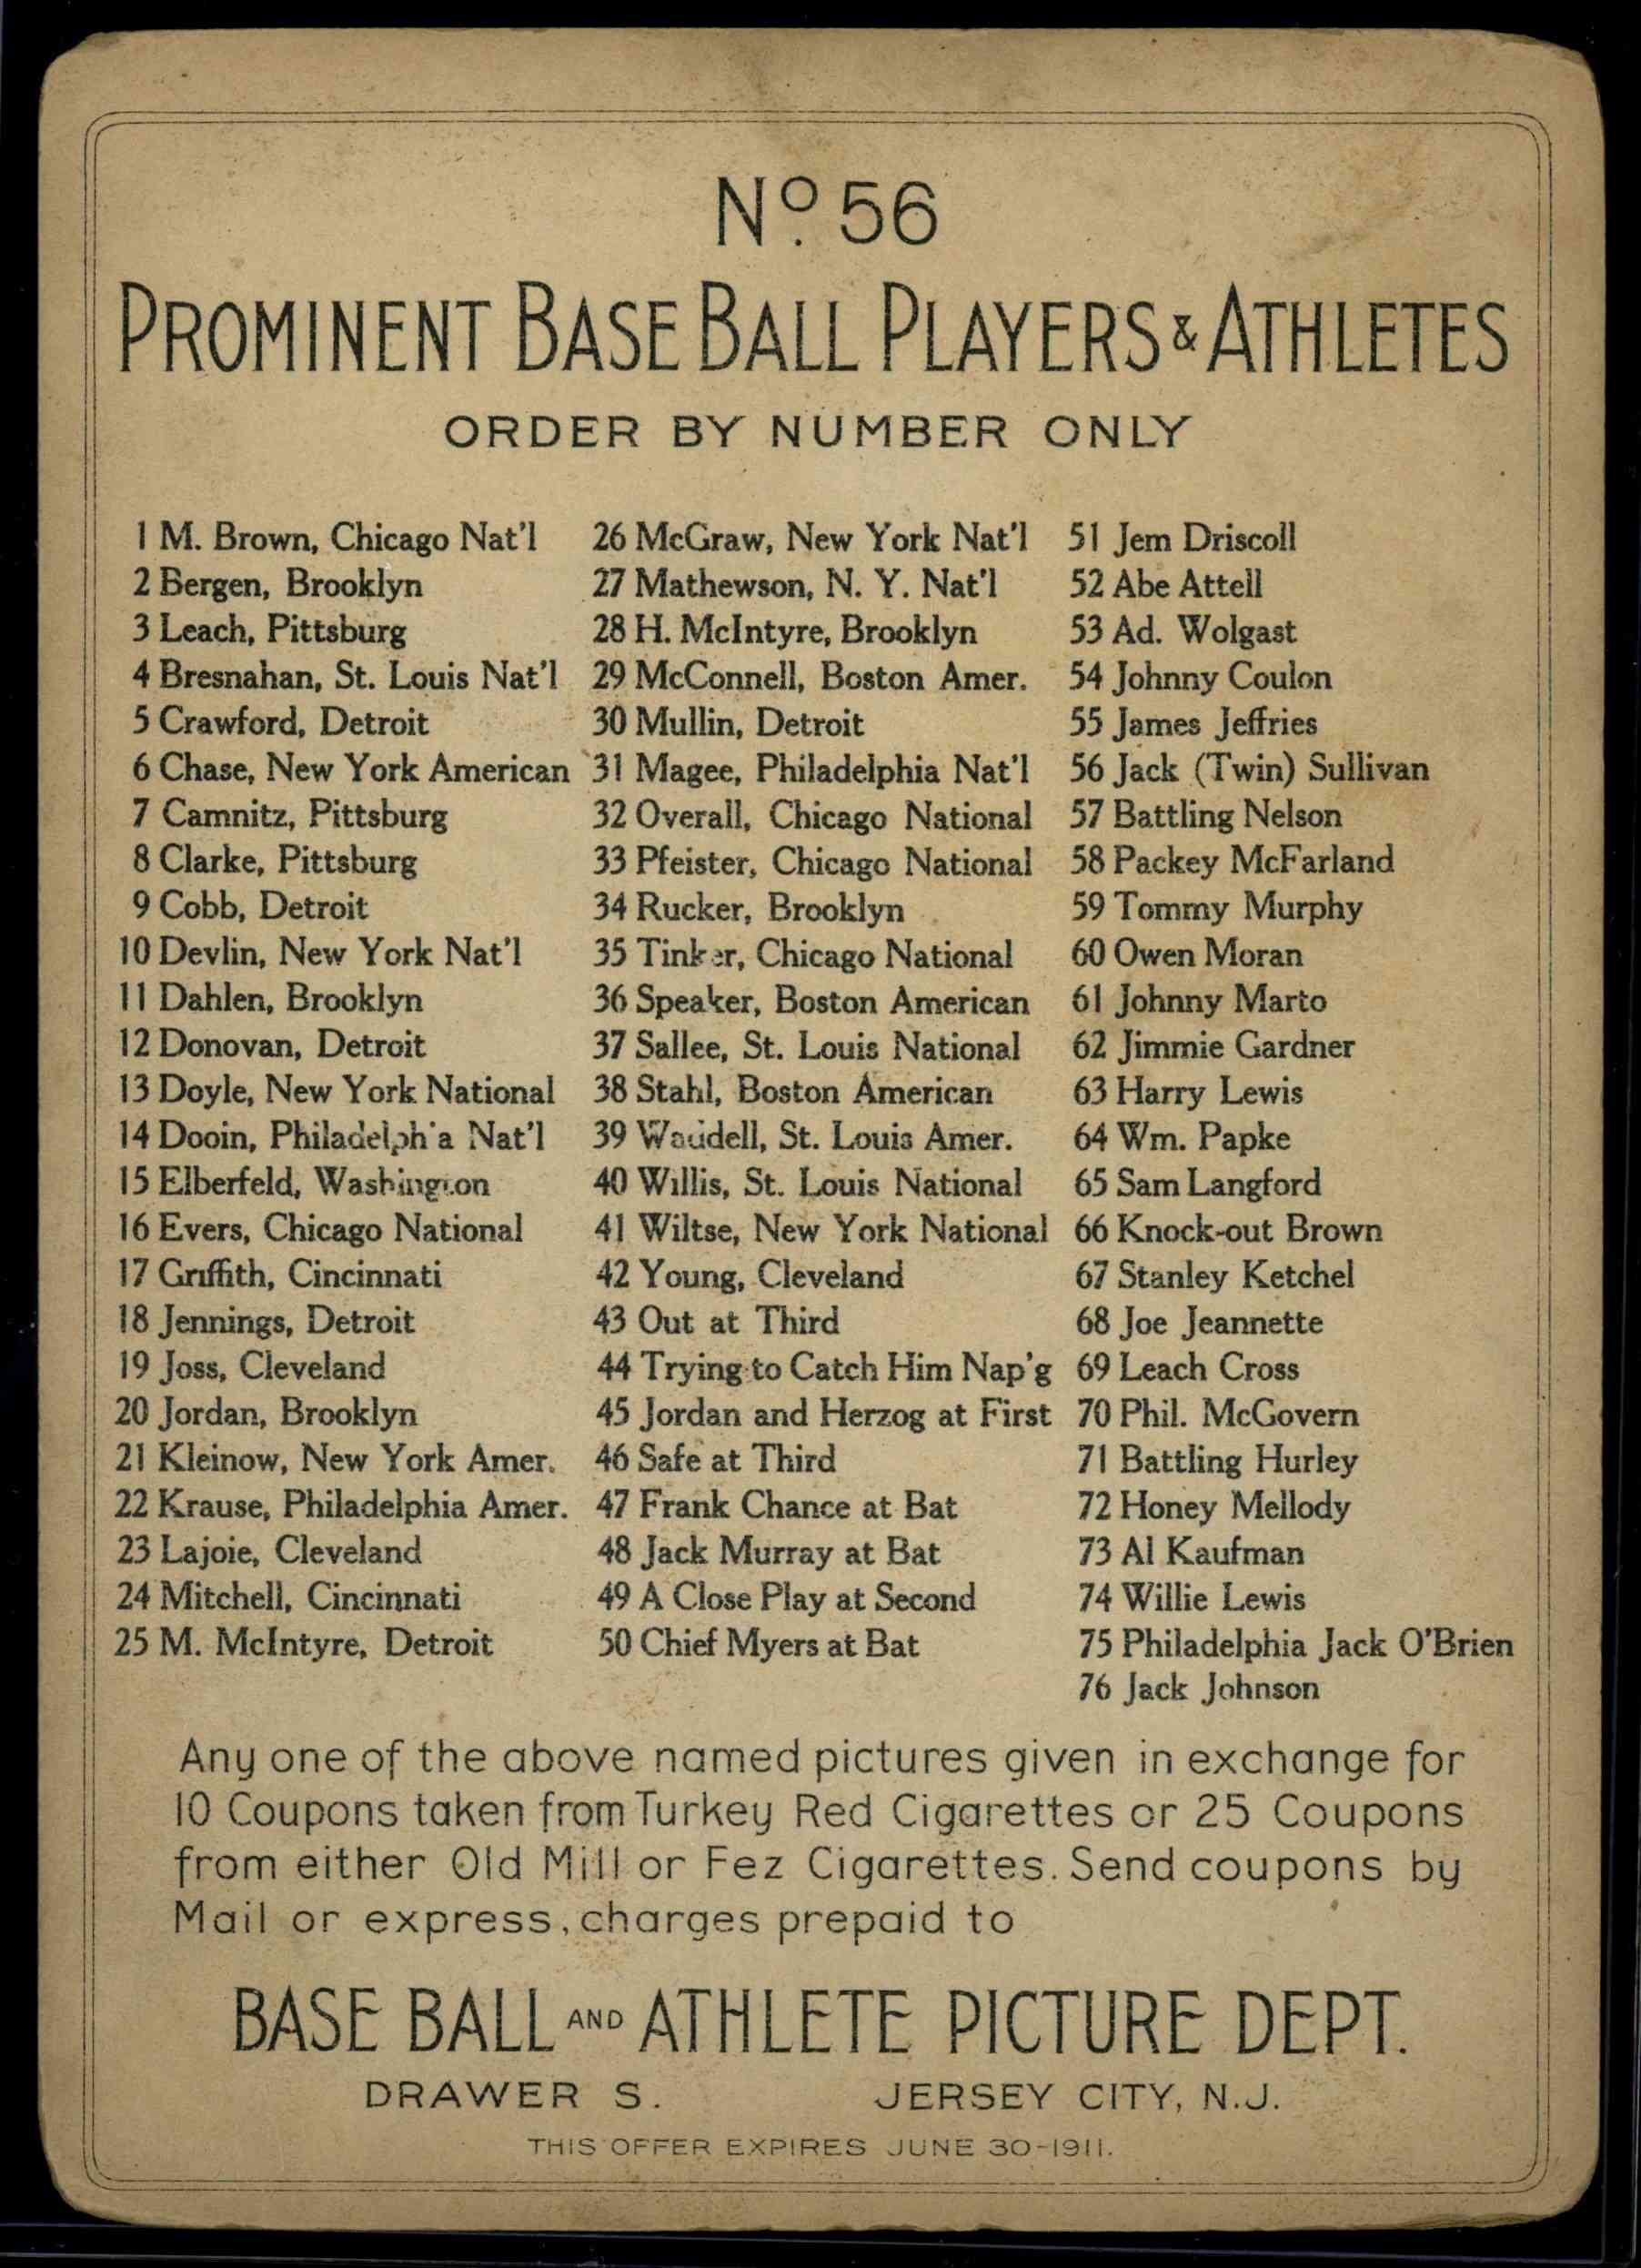 No. 56
PROMINENT BASE BALL PLAYERS & ATHLETES
ORDER BY NUMBER ONLY
1 M. Brown, Chicago Nat'l
2 Bergen, Brooklyn
3 Leach, Pittsburg
4 Bresnahan, St. Louis Nat'l
5 Crawford, Detroit
6 Chase, New York American
7 Camnitz, Pittsburg
8 Clarke, Pittsburg
9 Cobb, Detroit
10 Devlin, New York Nat'l
11 Dahlen, Brooklyn
12 Donovan, Detroit
13 Doyle, New York National
14 Dooin, Philadelphia Nat'l
15 Elberfeld, Washington
16 Evers, Chicago National
17 Griffith, Cincinnati
18 Jennings, Detroit
19 Joss, Cleveland
20 Jordan, Brooklyn
21 Kleinow, New York Amer.
22 Krause, Philadelphia Amer.
23 Lajoie, Cleveland
24 Mitchell, Cincinnati
25 M. McIntyre, Detroit
26 McGraw, New York Nat'l
27 Mathewson, N. Y. Nat'l
28 H. McIntyre, Brooklyn
29 McConnell, Boston Amer.
30 Mullin, Detroit
31 Magee, Philadelphia Nat'l
32 Overall, Chicago National
33 Pfeister, Chicago National
34 Rucker, Brooklyn
35 Tinker, Chicago National
36 Speaker, Boston American
37 Sallee, St. Louis National
38 Stahl, Boston American
39 Waddell, St. Louis Amer.
40 Willis, St. Louis National
41 Wiltse, New York National
42 Young, Cleveland
43 Out at Third
44 Trying to Catch Him Nap'g
45 Jordan and Herzog at First
46 Safe at Third
47 Frank Chance at Bat
48 Jack Murray at Bat
49 A Close Play at Second
50 Chief Myers at Bat
51 Jem Driscoll
52 Abe Attell
53 Ad. Wolgast
54 Johnny Coulon
55 James Jeffries
56 Jack (Twin) Sullivan
57 Battling Nelson
58 Packey McFarland
59 Tommy Murphy
60 Owen Moran
61 Johnny Marto
62 Jimmie Gardner
63 Harry Lewis
64 Wm. Papke
65 Sam Langford
66 Knock-out Brown
67 Stanley Ketchel
68 Joe Jeannette
69 Leach Cross
70 Phil. McGovern
71 Battling Hurley
72 Honey Mellody
73 Al Kaufman
74 Willie Lewis
75 Philadelphia Jack O'Brien
76 Jack Johnson
Any one of the above named pictures given in exchange for
10 Coupons taken from Turkey Red Cigarettes or 25 Coupons
from either Old Mill or Fez Cigarettes. Send coupons by
Mail or express, charges prepaid to
BASE BALL AND ATHLETE PICTURE DEPT.
DRAWER S. JERSEY CITY, N.J.
THIS OFFER EXPIRES JUNE 30-1911.